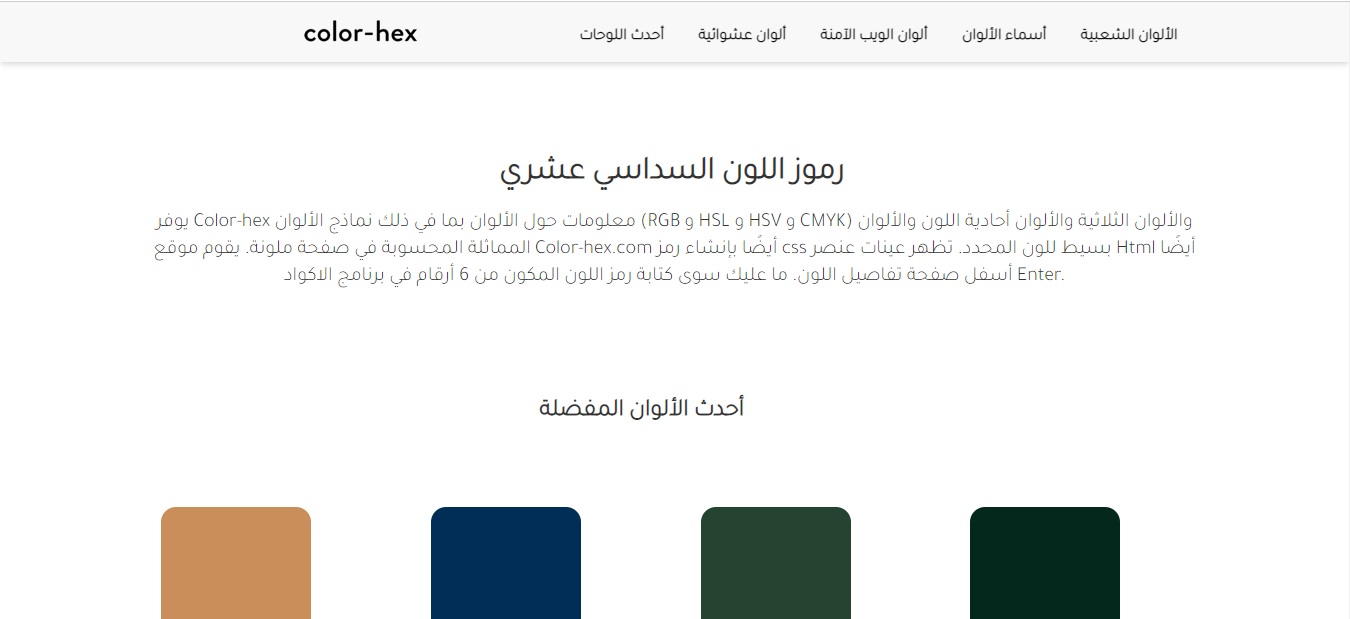 الألوان الشعبية أسماء الألوان ألوان الويب الآمنة ألوان عشوائية أحدث اللوحات color-hex
رموز اللون السداسي عشري
يوفر Color-hex معلومات حول الألوان بما في ذلك نماذج الألوان (RGB و HSL و HSV و CMYK) والألوان الثلاثية والألوان أحادية اللون والألوان
المماثلة المحسوبة في صفحة ملونة. يقوم موقع Color-hex.com أيضًا بإنشاء رمز css بسيط للون المحدد. تظهر عينات عنصر Html أيضًا
أسفل صفحة تفاصيل اللون. ما عليك سوى كتابة رمز اللون المكون من 6 أرقام في برنامج الاكواد Enter.
أحدث الألوان المفضلة